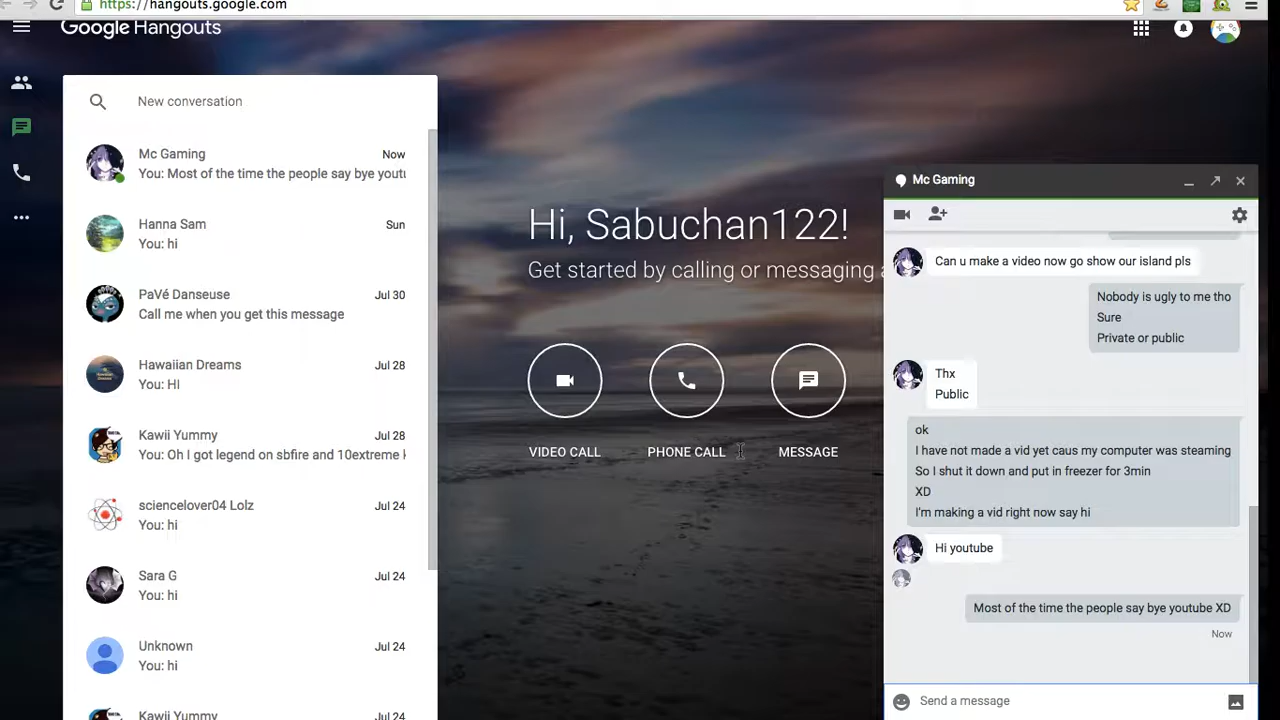 https://hangouts.google.com
Google Hangouts
New conversation
Mc Gaming
Now
You: Most of the time the people say bye youtu
Hanna Sam
Sun
You: hi
PaVé Danseuse
Jul 30
Call me when you get this message
Hawaiian Dreams
Jul 28
You: HI
Kawii Yummy
Jul 28
You: Oh I got legend on sbfire and 10extreme k
sciencelover04 Lolz
Jul 24
You: hi
Sara G
Jul 24
You: hi
Unknown
Jul 24
You: hi
Kawii Yummy
Jul 24
Hi, Sabuchan122!
Get started by calling or messaging a
VIDEO CALL
PHONE CALL
MESSAGE
Mc Gaming
Can u make a video now go show our island pls
Nobody is ugly to me tho
Sure
Private or public
Thx
Public
ok
I have not made a vid yet caus my computer was steaming
So I shut it down and put in freezer for 3min
XD
I'm making a vid right now say hi
Hi youtube
Most of the time the people say bye youtube XD
Now
Send a message